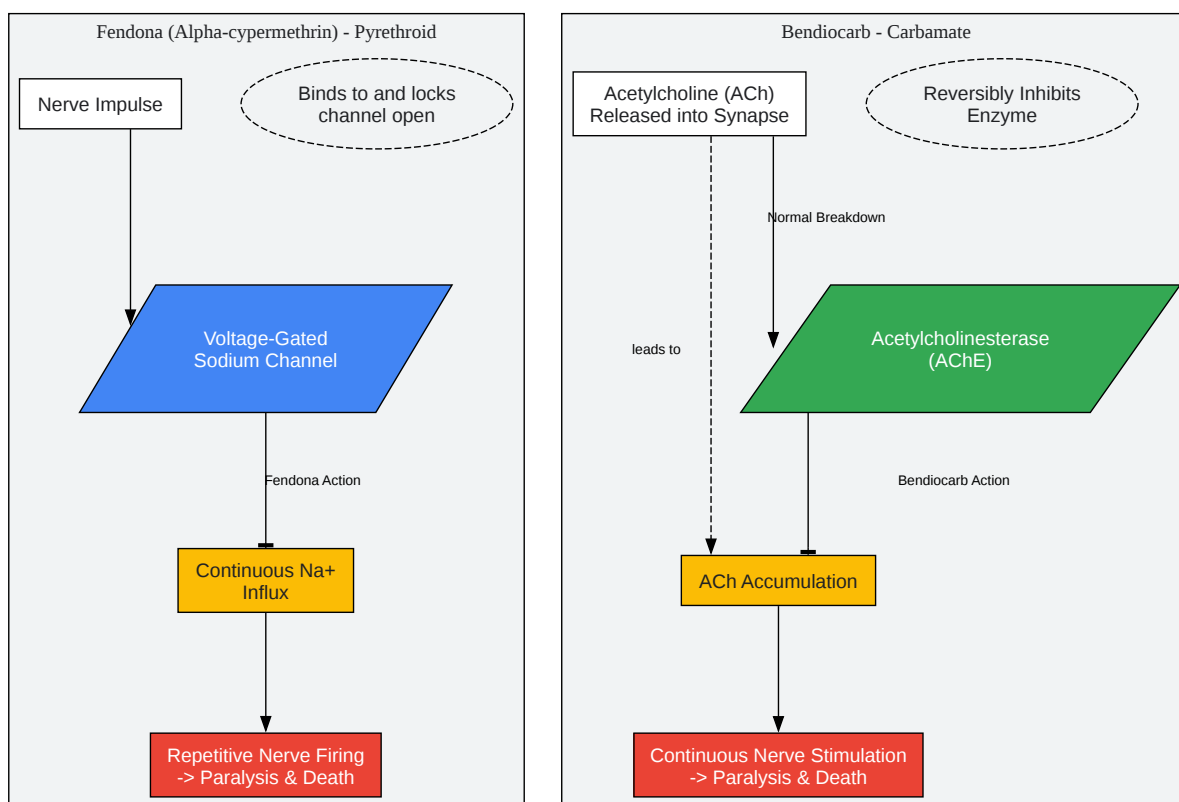 Fendona (Alpha-cypermethrin) - Pyrethroid
Nerve Impulse
Binds to and locks
channel open
Voltage-Gated
Sodium Channel
Fendona Action
Continuous Na+
Influx
Repetitive Nerve Firing
-> Paralysis & Death
Bendiocarb - Carbamate
Acetylcholine (ACh)
Released into Synapse
Reversibly Inhibits
Enzyme
Normal Breakdown
leads to
Acetylcholinesterase
(AChE)
Bendiocarb Action
ACh Accumulation
Continuous Nerve Stimulation
-> Paralysis & Death